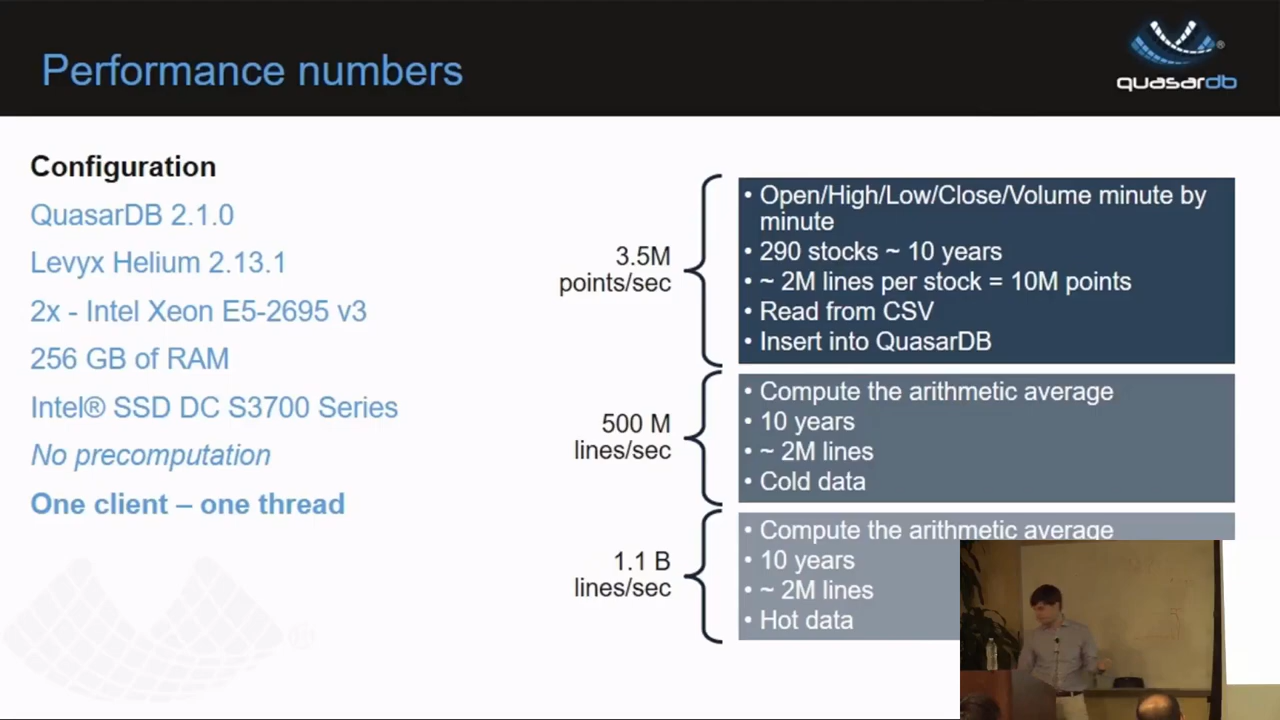 Performance numbers
quasardb®
Configuration
QuasarDB 2.1.0
Levyx Helium 2.13.1
2x - Intel Xeon E5-2695 v3
256 GB of RAM
Intel® SSD DC S3700 Series
No precomputation
One client – one thread
3.5M
points/sec
• Open/High/Low/Close/Volume minute by
minute
• 290 stocks ~ 10 years
• ~ 2M lines per stock = 10M points
• Read from CSV
• Insert into QuasarDB
500 M
lines/sec
• Compute the arithmetic average
• 10 years
• ~ 2M lines
• Cold data
1.1 B
lines/sec
• Compute the arithmetic average
• 10 years
• ~ 2M lines
• Hot data